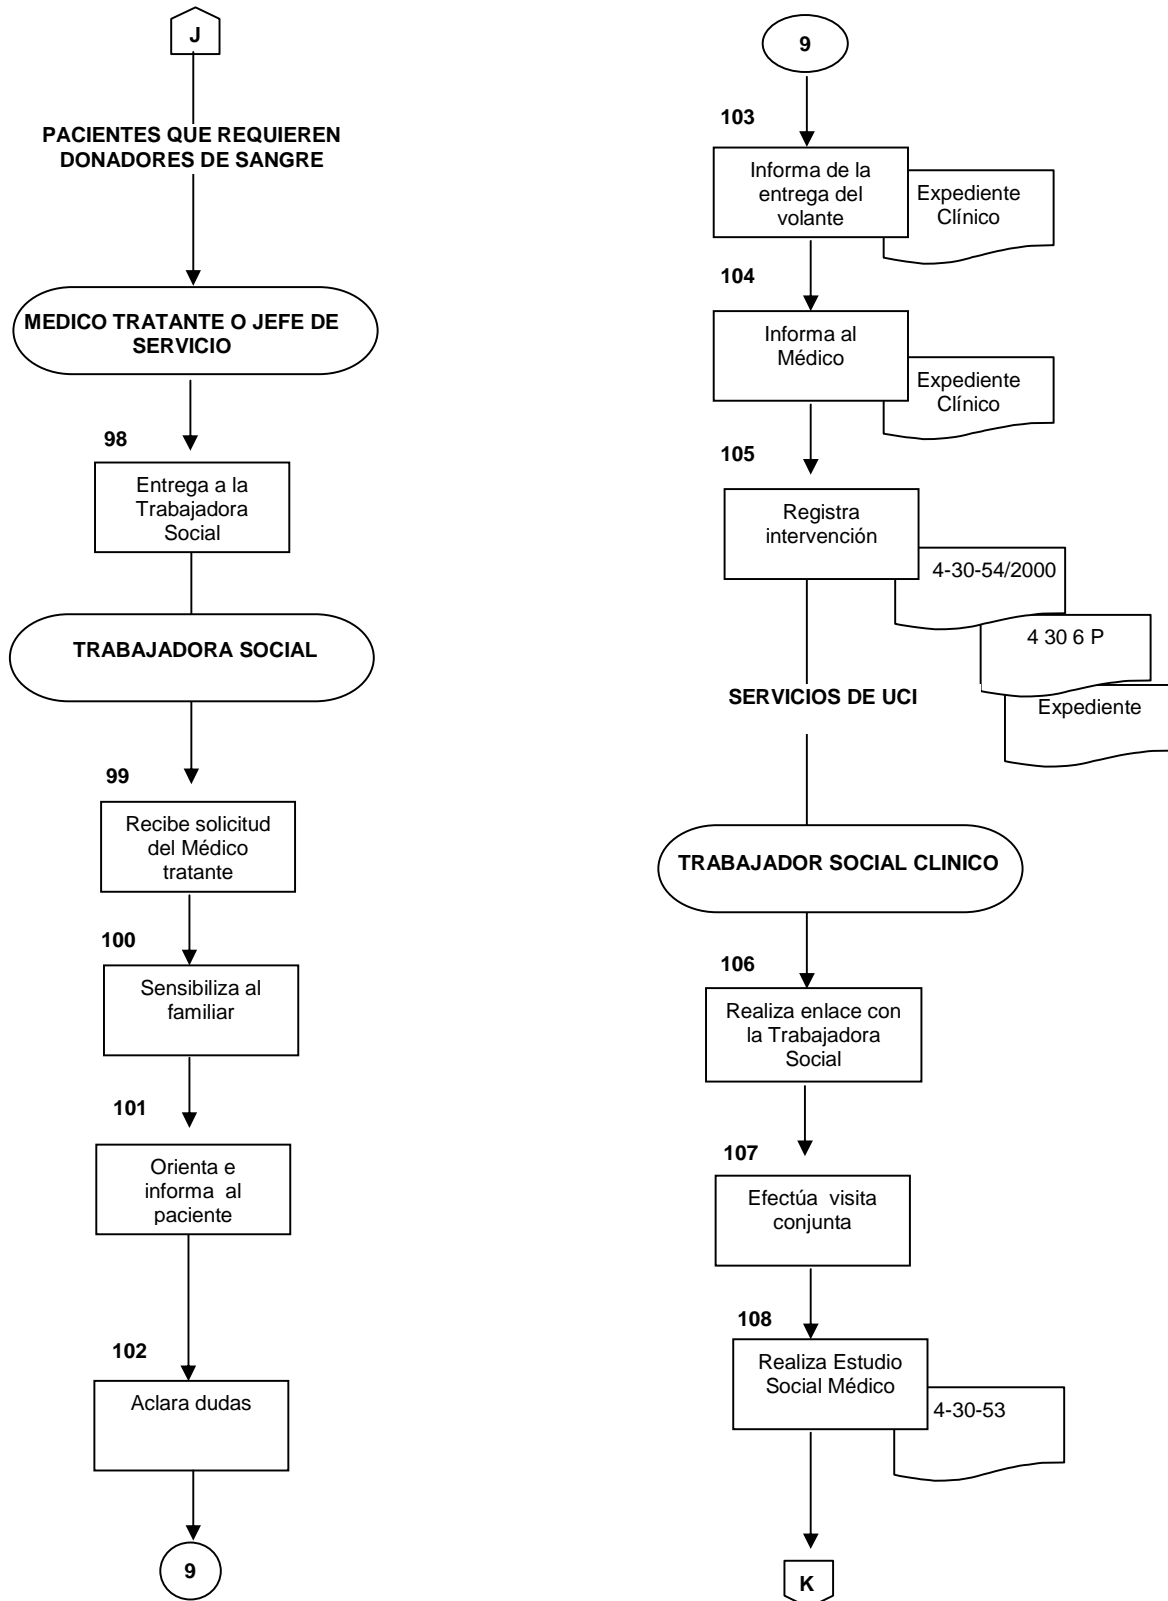 J
PACIENTES QUE REQUIEREN
DONADORES DE SANGRE
MEDICO TRATANTE O JEFE DE
SERVICIO
98
Entrega a la
Trabajadora
Social
TRABAJADORA SOCIAL
99
Recibe solicitud
del Médico
tratante
100
Sensibiliza al
familiar
101
Orienta e
informa al
paciente
102
Aclara dudas
9
9
103
Informa de la
entrega del
volante
Expediente
Clínico
104
Informa al
Médico
Expediente
Clínico
105
Registra
intervención
4-30-54/2000
4 30 6 P
Expediente
SERVICIOS DE UCI
TRABAJADOR SOCIAL CLINICO
106
Realiza enlace con
la Trabajadora
Social
107
Efectúa visita
conjunta
108
Realiza Estudio
Social Médico
4-30-53
K